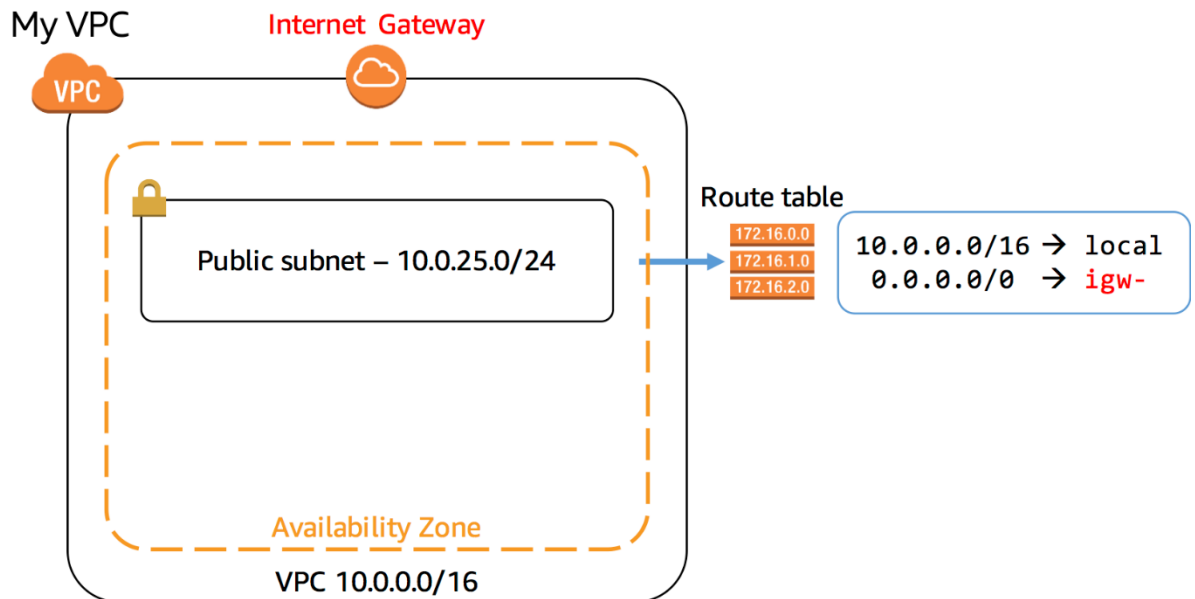 My VPC
Internet Gateway
VPC
Public subnet – 10.0.25.0/24
Route table
172.16.0.0
172.16.1.0
172.16.2.0
10.0.0.0/16 → local
0.0.0.0/0 → igw-
Availability Zone
VPC 10.0.0.0/16